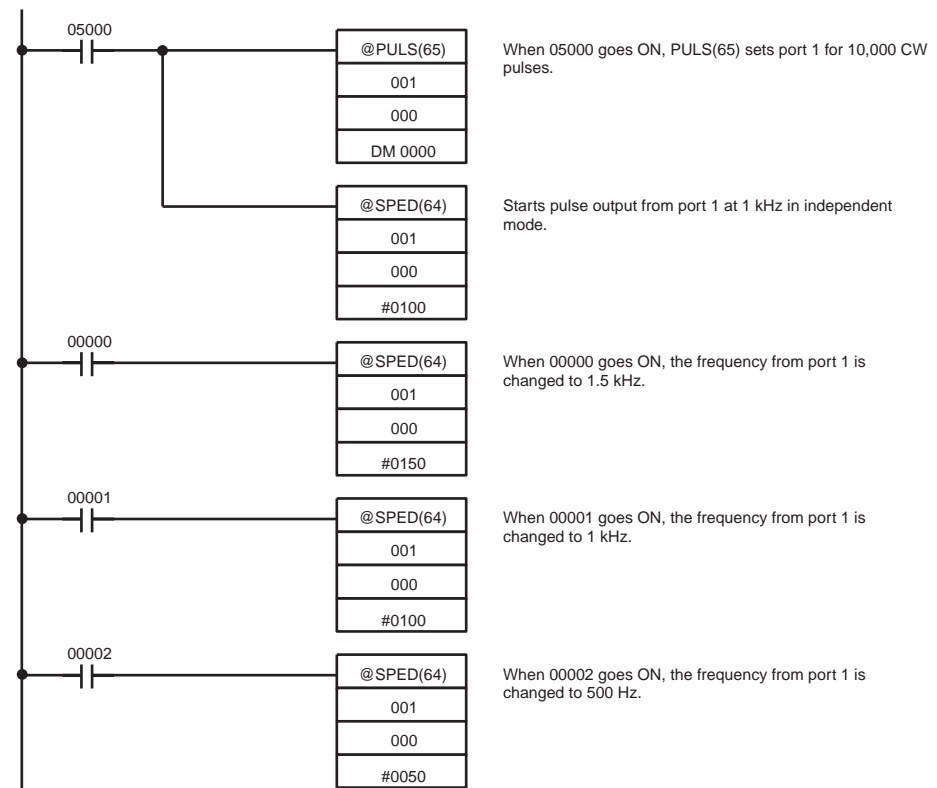 05000
@PULS(65)
001
000
DM 0000
When 05000 goes ON, PULS(65) sets port 1 for 10,000 CW
pulses.
@SPED(64)
001
000
#0100
Starts pulse output from port 1 at 1 kHz in independent
mode.
00000
@SPED(64)
001
000
#0150
When 00000 goes ON, the frequency from port 1 is
changed to 1.5 kHz.
00001
@SPED(64)
001
000
#0100
When 00001 goes ON, the frequency from port 1 is
changed to 1 kHz.
00002
@SPED(64)
001
000
#0050
When 00002 goes ON, the frequency from port 1 is
changed to 500 Hz.